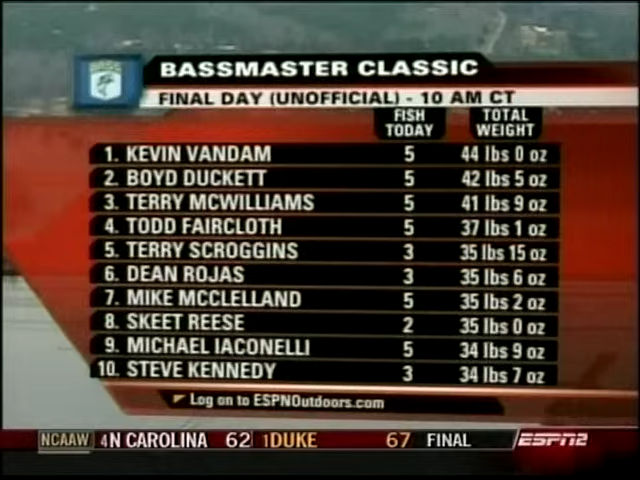 BASS
BASSMASTER CLASSIC
FINAL DAY (UNOFFICIAL) - 10 AM CT
FISH TODAY TOTAL WEIGHT
1. KEVIN VANDAM 5 44 lbs 0 oz
2. BOYD DUCKETT 5 42 lbs 5 oz
3. TERRY MCWILLIAMS 5 41 lbs 9 oz
4. TODD FAIRCLOTH 5 37 lbs 1 oz
5. TERRY SCROGGINS 3 35 lbs 15 oz
6. DEAN ROJAS 3 35 lbs 6 oz
7. MIKE MCCLELLAND 5 35 lbs 2 oz
8. SKEET REESE 2 35 lbs 0 oz
9. MICHAEL IACONELLI 5 34 lbs 9 oz
10. STEVE KENNEDY 3 34 lbs 7 oz
Log on to ESPNOutdoors.com
NCAAW 4N CAROLINA 62 1DUKE 67 FINAL ESPN2